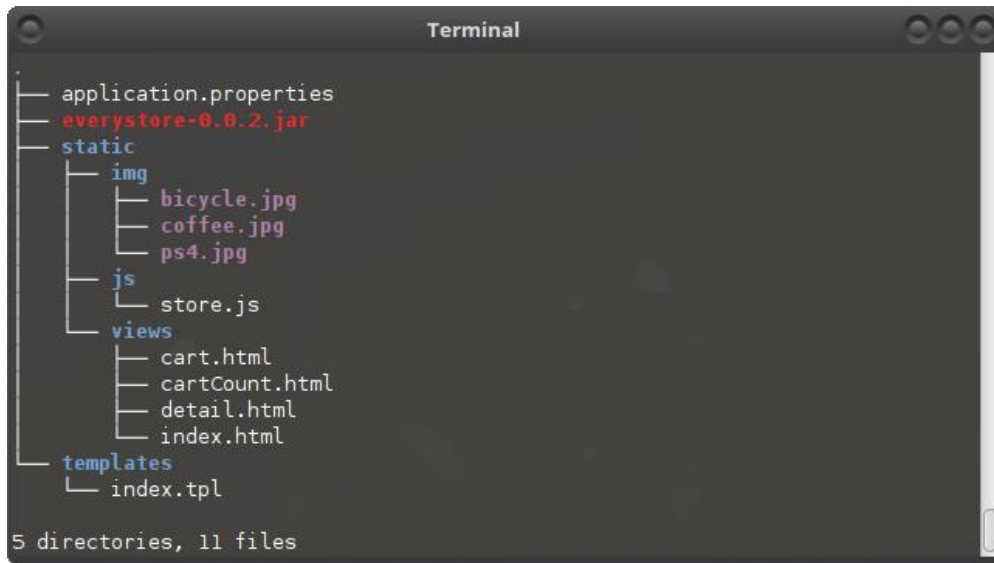 Terminal
.
├── application.properties
├── everystore-0.0.2.jar
├── static
│   ├── img
│   │   ├── bicycle.jpg
│   │   ├── coffee.jpg
│   │   └── ps4.jpg
│   ├── js
│   │   └── store.js
│   └── views
│       ├── cart.html
│       ├── cartCount.html
│       ├── detail.html
│       └── index.html
└── templates
    └── index.tpl
5 directories, 11 files